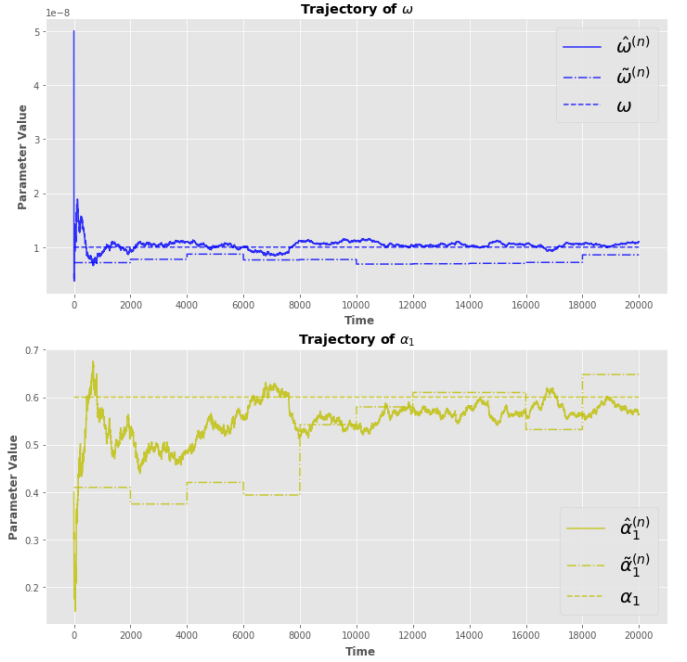 Trajectory of ω
1e−8
5
4
3
2
1
Parameter Value
ω̂⁽ⁿ⁾
ω̃⁽ⁿ⁾
ω
0 2000 4000 6000 8000 10000 12000 14000 16000 18000 20000
Time
Trajectory of α₁
0.7
0.6
0.5
0.4
0.3
0.2
Parameter Value
α̂₁⁽ⁿ⁾
α̃₁⁽ⁿ⁾
α₁
0 2000 4000 6000 8000 10000 12000 14000 16000 18000 20000
Time